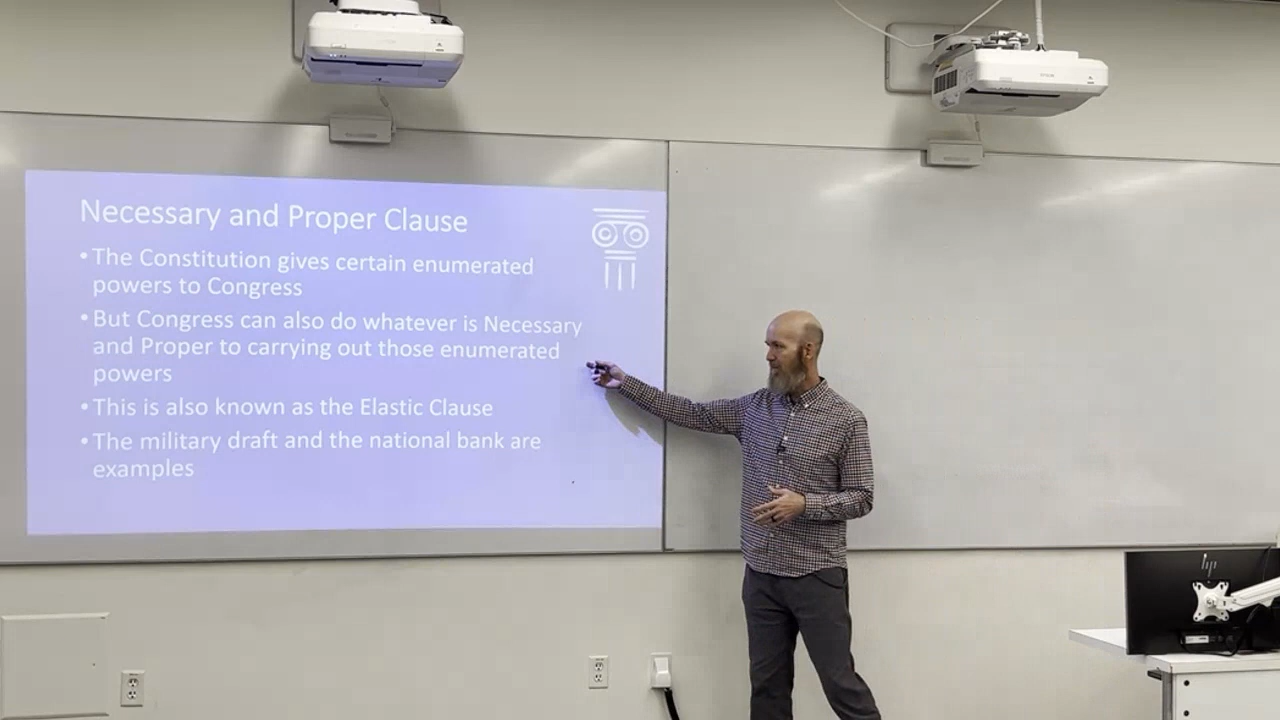 Necessary and Proper Clause
•The Constitution gives certain enumerated
powers to Congress
•But Congress can also do whatever is Necessary
and Proper to carrying out those enumerated
powers
•This is also known as the Elastic Clause
•The military draft and the national bank are
examples
hp